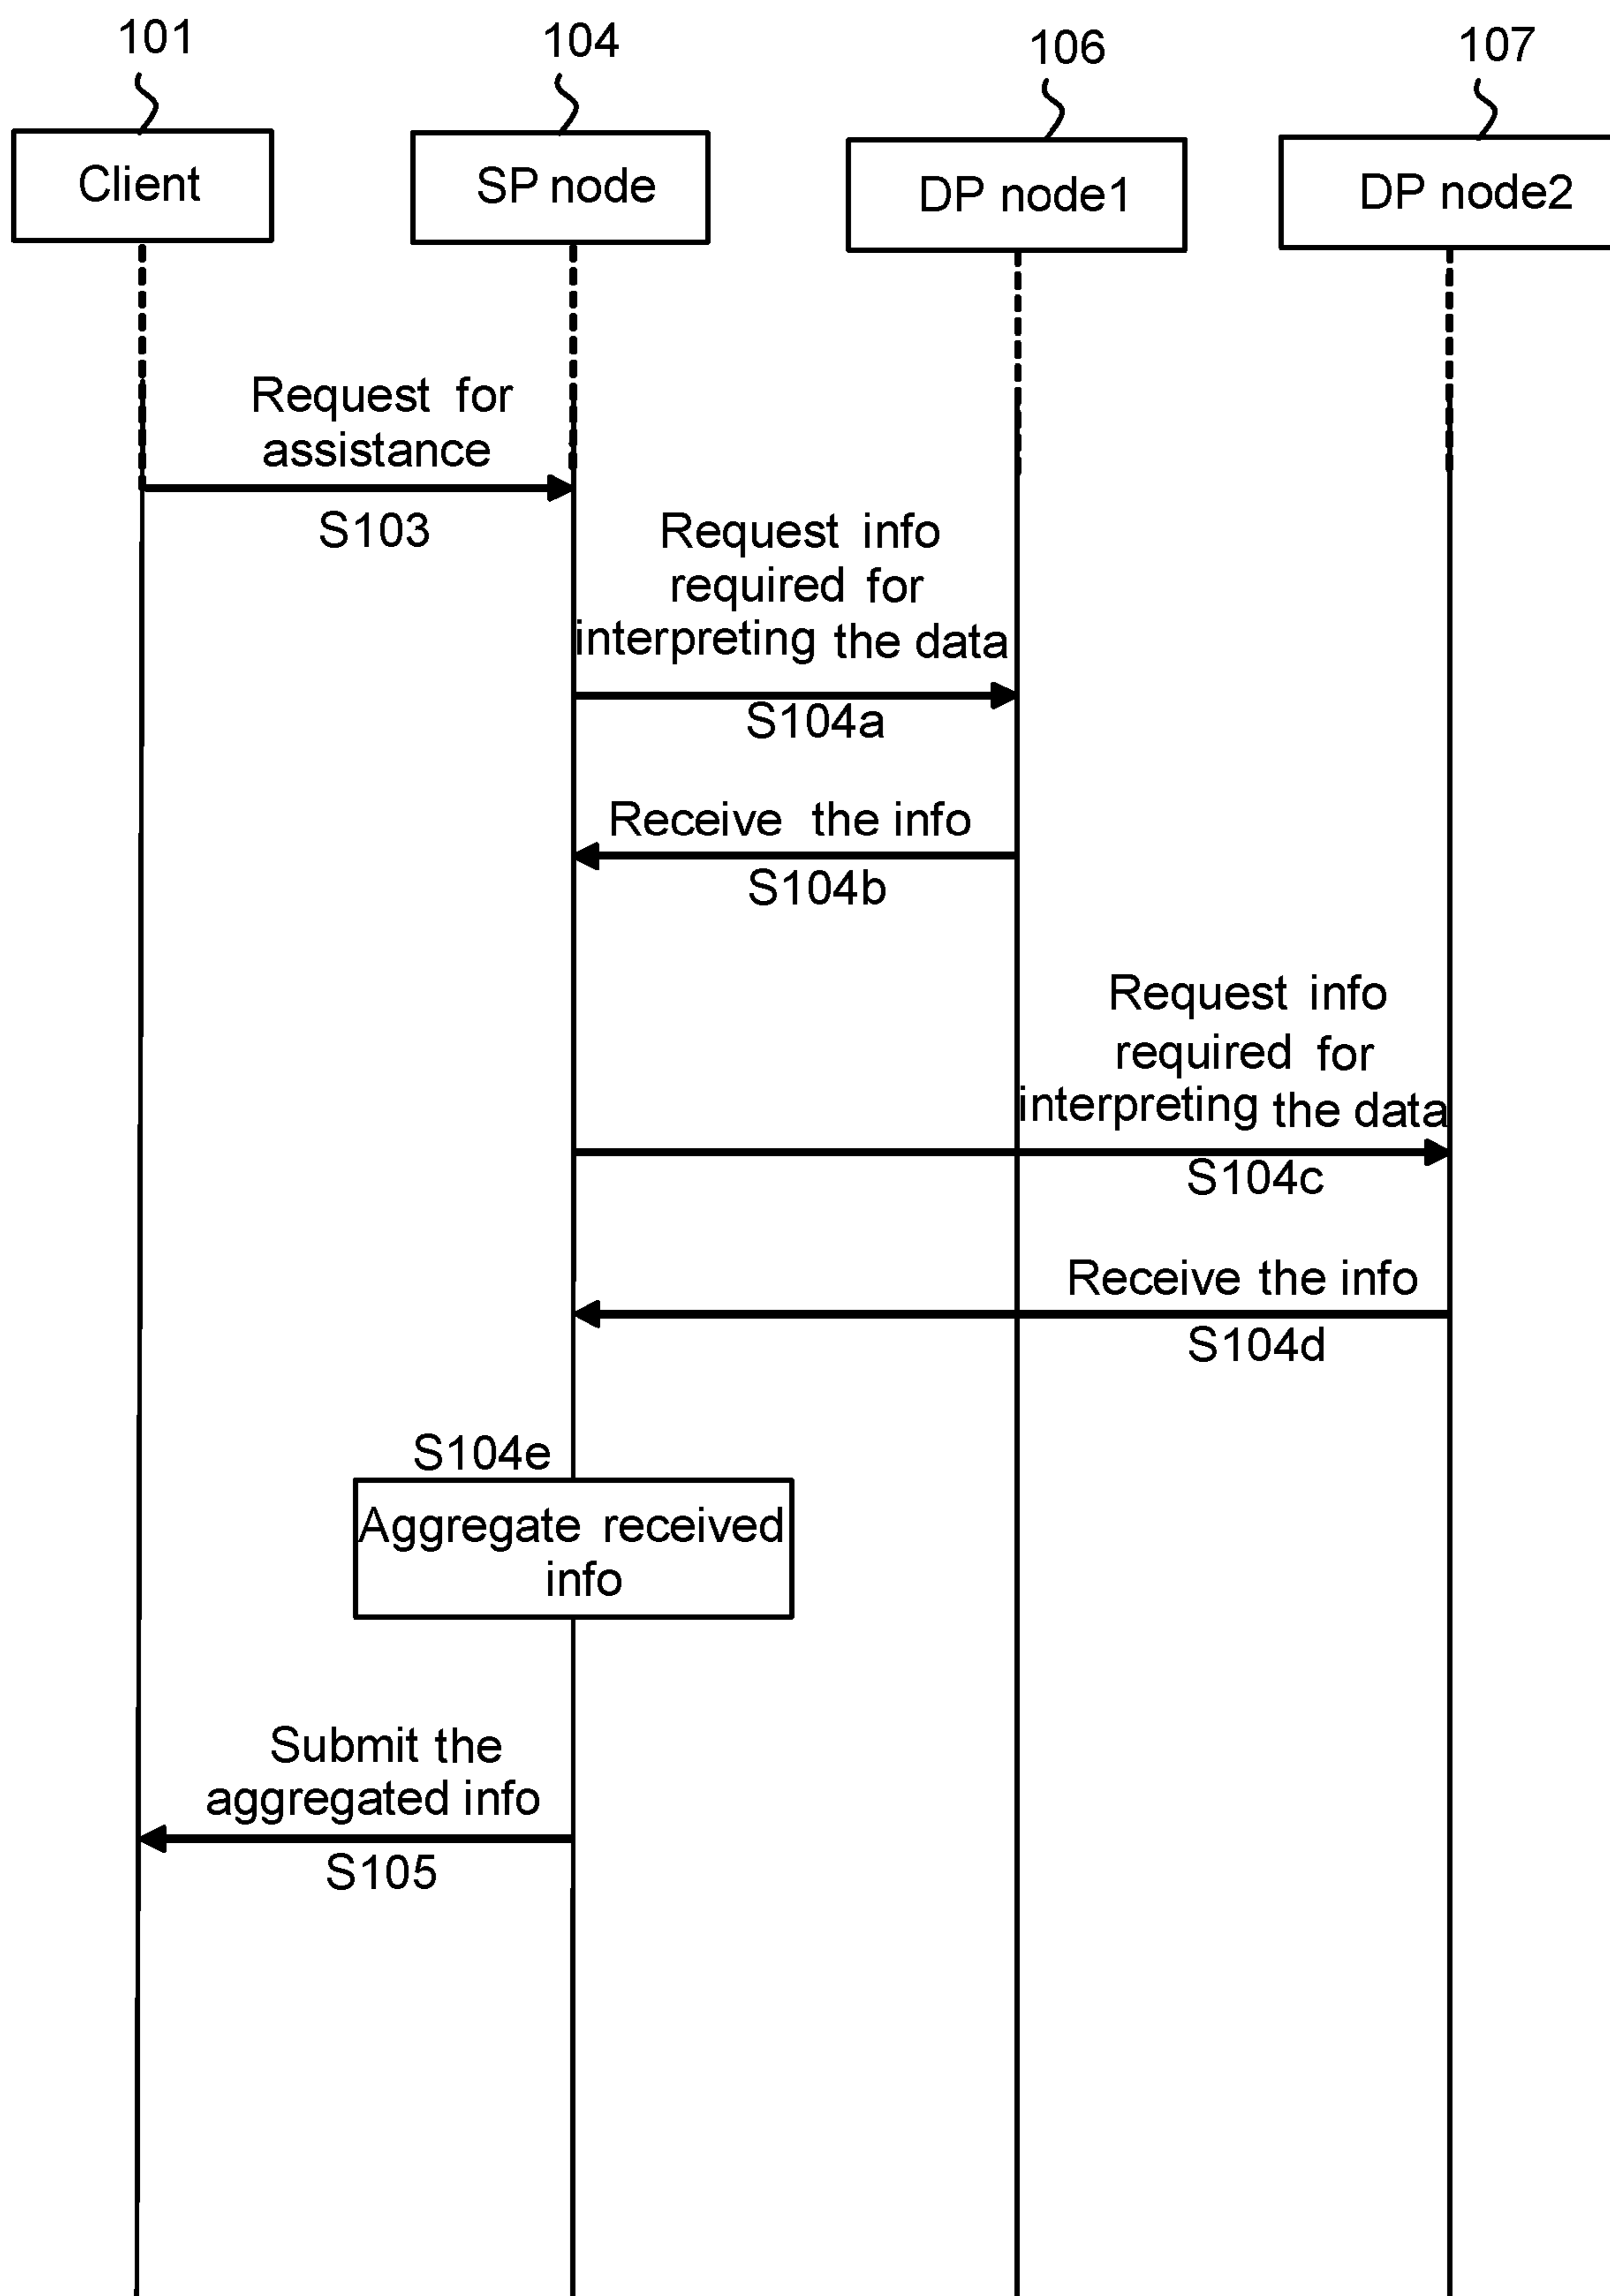 101
104
106
107
Client
SP node
DP node1
DP node2
Request for
assistance
S103
Request info
required for
interpreting the data
S104a
Receive the info
S104b
Request info
required for
interpreting the data
S104c
Receive the info
S104d
S104e
Aggregate received
info
Submit the
aggregated info
S105